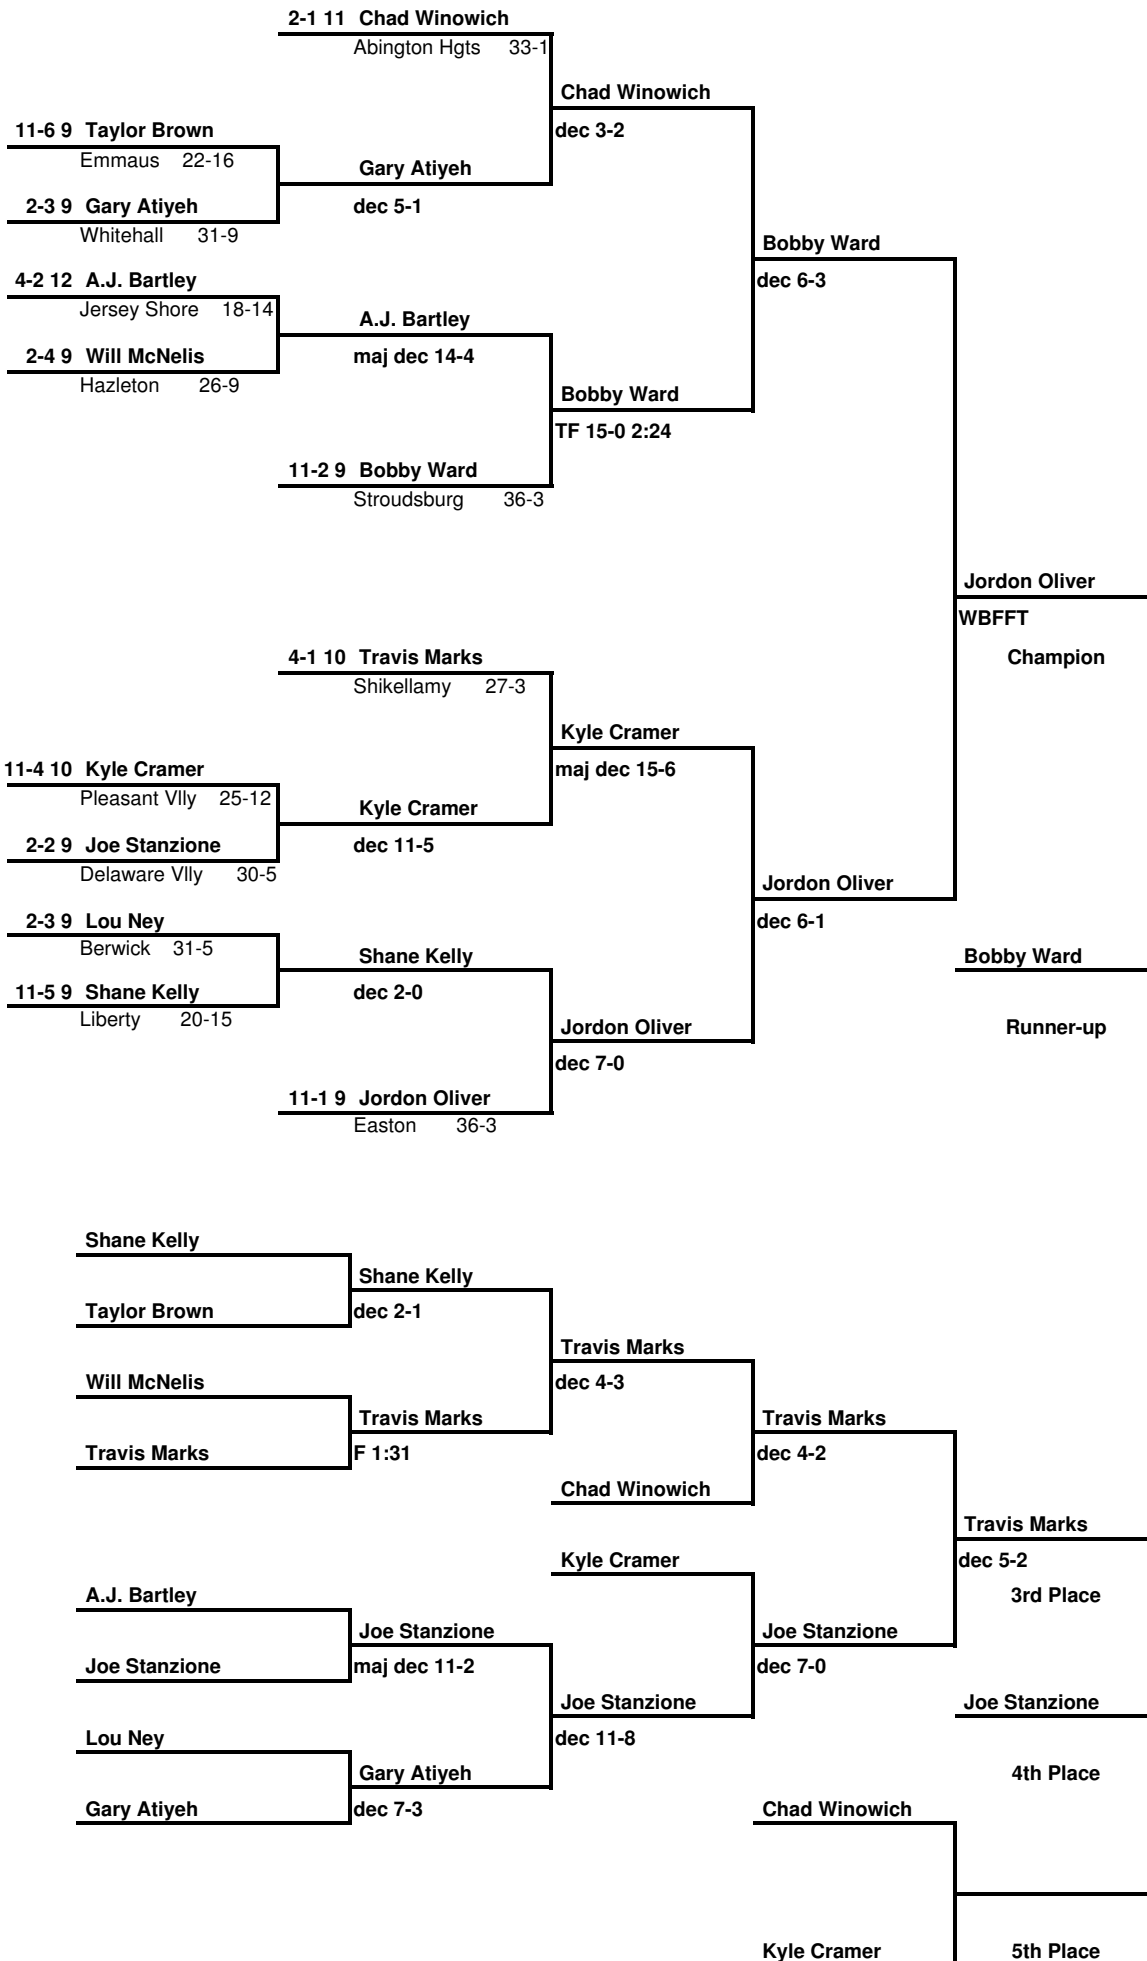 2-1 11 Chad Winowich
Abington Hgts 33-1
Chad Winowich
11-6 9 Taylor Brown
dec 3-2
Emmaus 22-16
Gary Atiyeh
2-3 9 Gary Atiyeh
dec 5-1
Whitehall 31-9
Bobby Ward
4-2 12 A.J. Bartley
dec 6-3
Jersey Shore 18-14
A.J. Bartley
2-4 9 Will McNelis
maj dec 14-4
Hazleton 26-9
Bobby Ward
TF 15-0 2:24
11-2 9 Bobby Ward
Stroudsburg 36-3
Jordon Oliver
WBFFT
4-1 10 Travis Marks
Champion
Shikellamy 27-3
Kyle Cramer
11-4 10 Kyle Cramer
maj dec 15-6
Pleasant Vlly 25-12
Kyle Cramer
2-2 9 Joe Stanzione
dec 11-5
Delaware Vlly 30-5
Jordon Oliver
2-3 9 Lou Ney
dec 6-1
Berwick 31-5
Shane Kelly
Bobby Ward
11-5 9 Shane Kelly
dec 2-0
Liberty 20-15
Jordon Oliver
Runner-up
dec 7-0
11-1 9 Jordon Oliver
Easton 36-3
Shane Kelly
Shane Kelly
Taylor Brown
dec 2-1
Travis Marks
Will McNelis
dec 4-3
Travis Marks
Travis Marks
Travis Marks
F 1:31
dec 4-2
Chad Winowich
Travis Marks
Kyle Cramer
dec 5-2
A.J. Bartley
3rd Place
Joe Stanzione
Joe Stanzione
Joe Stanzione
maj dec 11-2
dec 7-0
Joe Stanzione
Joe Stanzione
Lou Ney
dec 11-8
Gary Atiyeh
4th Place
Gary Atiyeh
dec 7-3
Chad Winowich
Kyle Cramer
5th Place